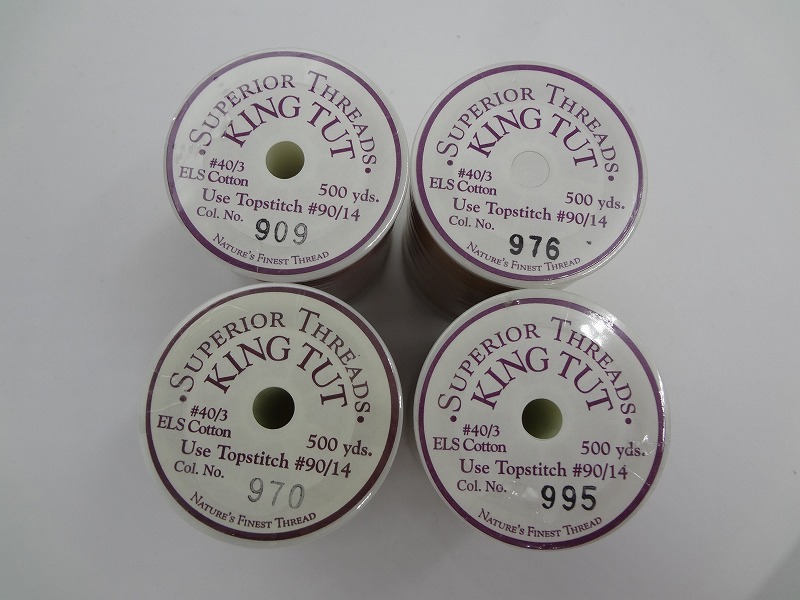 • SUPERIOR THREADS •
KING TUT
#40/3
ELS Cotton
500 yds.
Use Topstitch #90/14
Col. No. 909
NATURE'S FINEST THREAD
• SUPERIOR THREADS •
KING TUT
#40/3
ELS Cotton
500 yds.
Use Topstitch #90/14
Col. No. 976
NATURE'S FINEST THREAD
• SUPERIOR THREADS •
KING TUT
#40/3
ELS Cotton
500 yds.
Use Topstitch #90/14
Col. No. 970
NATURE'S FINEST THREAD
• SUPERIOR THREADS •
KING TUT
#40/3
ELS Cotton
500 yds.
Use Topstitch #90/14
Col. No. 995
NATURE'S FINEST THREAD